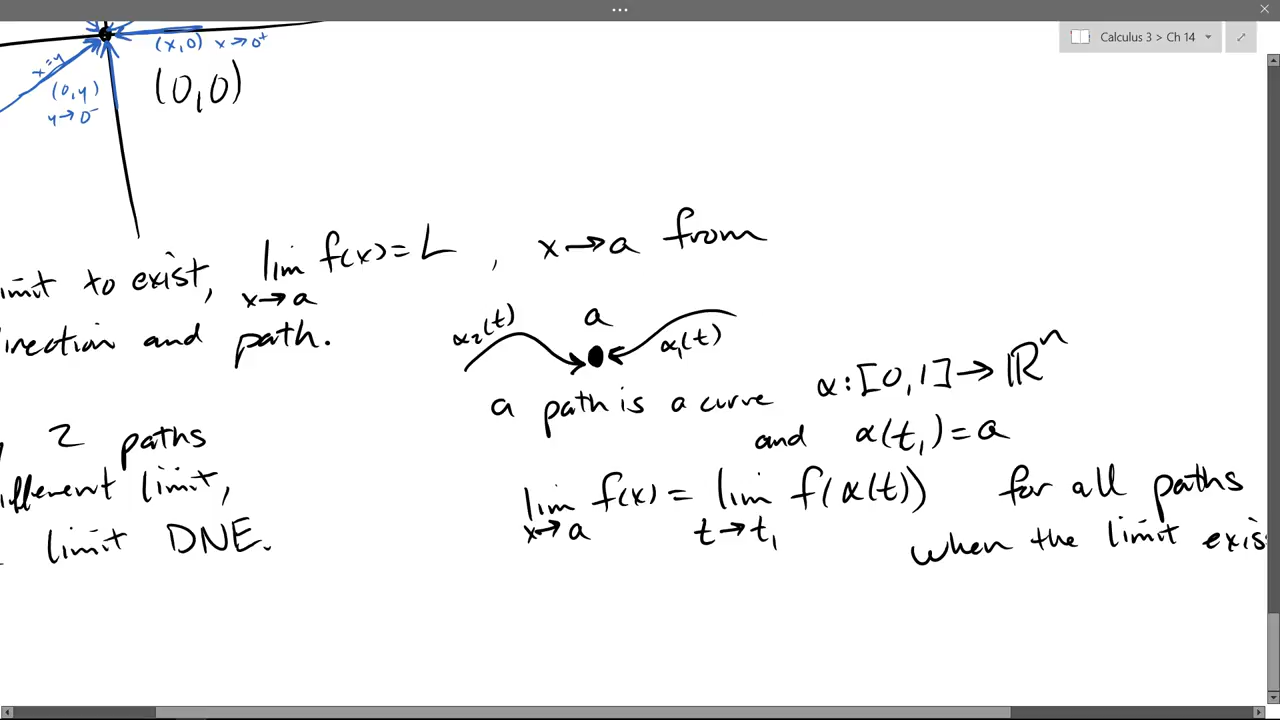 Calculus 3 > Ch 14
(x,0) x→0⁺
x=y
(0,y)
y→0⁻
(0,0)
limit to exist, lim f(x)=L, x→a from
x→a
direction and path.
α₂(t) a α₁(t)
a path is a curve α:[0,1]→ℝⁿ
and α(t₁)=a
2 paths
different limit,
limit DNE.
lim f(x) = lim f(α(t)) for all paths
x→a t→t₁ when the limit exis